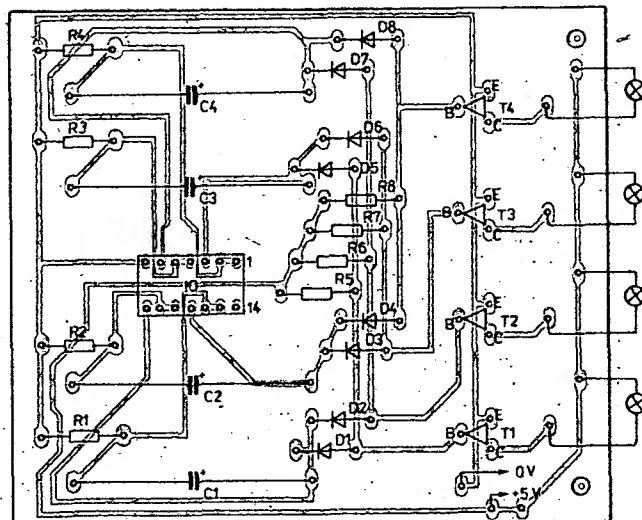 D8
R4
D7
E
C4
B
T4
C
R3
D6
D5
C3
R8
E
R7
B
T3
C
R6
1
IO
R5
14
D4
E
R2
B
T2
D3
C
C2
D2
E
R1
B
T1
D1
C
0V
C1
+5V